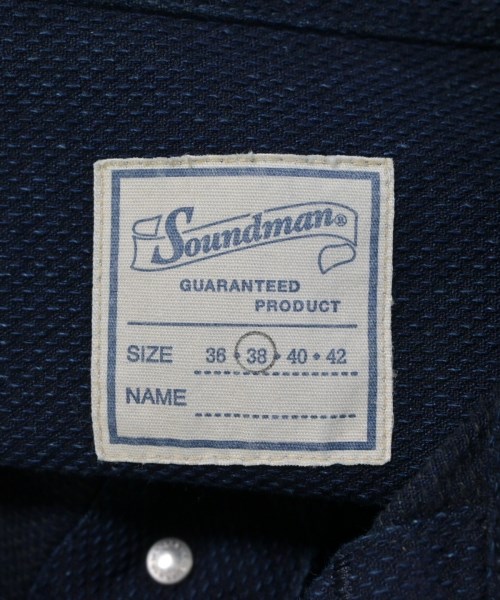 Soundman®
GUARANTEED
PRODUCT
SIZE 36 • 38 • 40 • 42
NAME